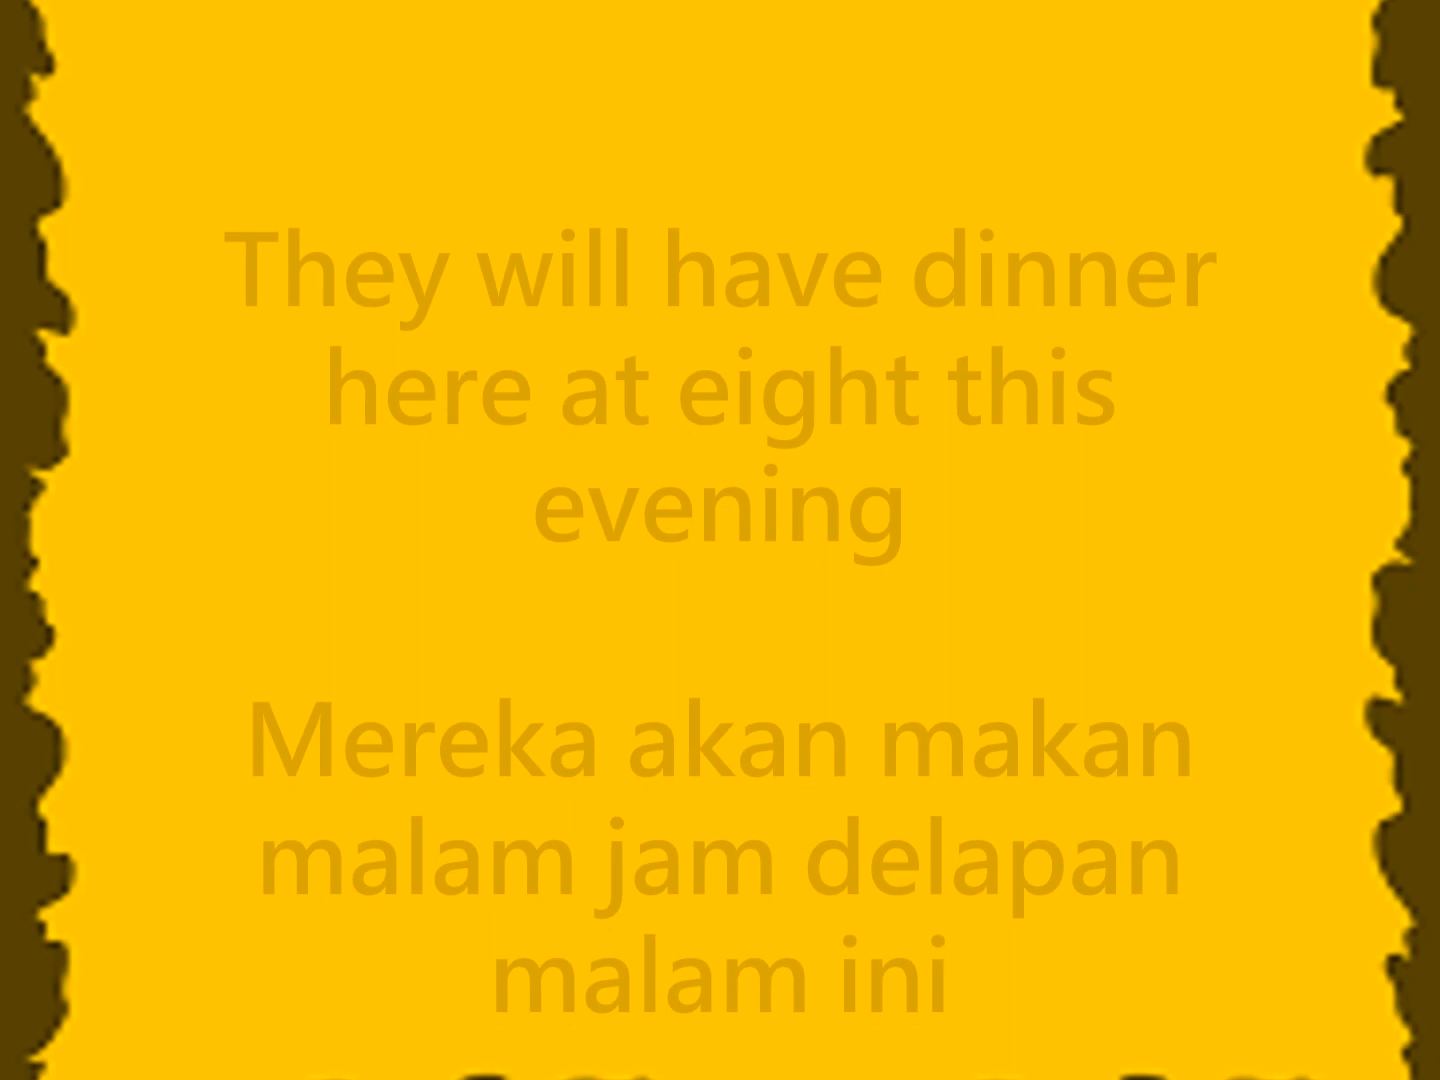 They will have dinner
here at eight this
evening
Mereka akan makan
malam jam delapan
malam ini